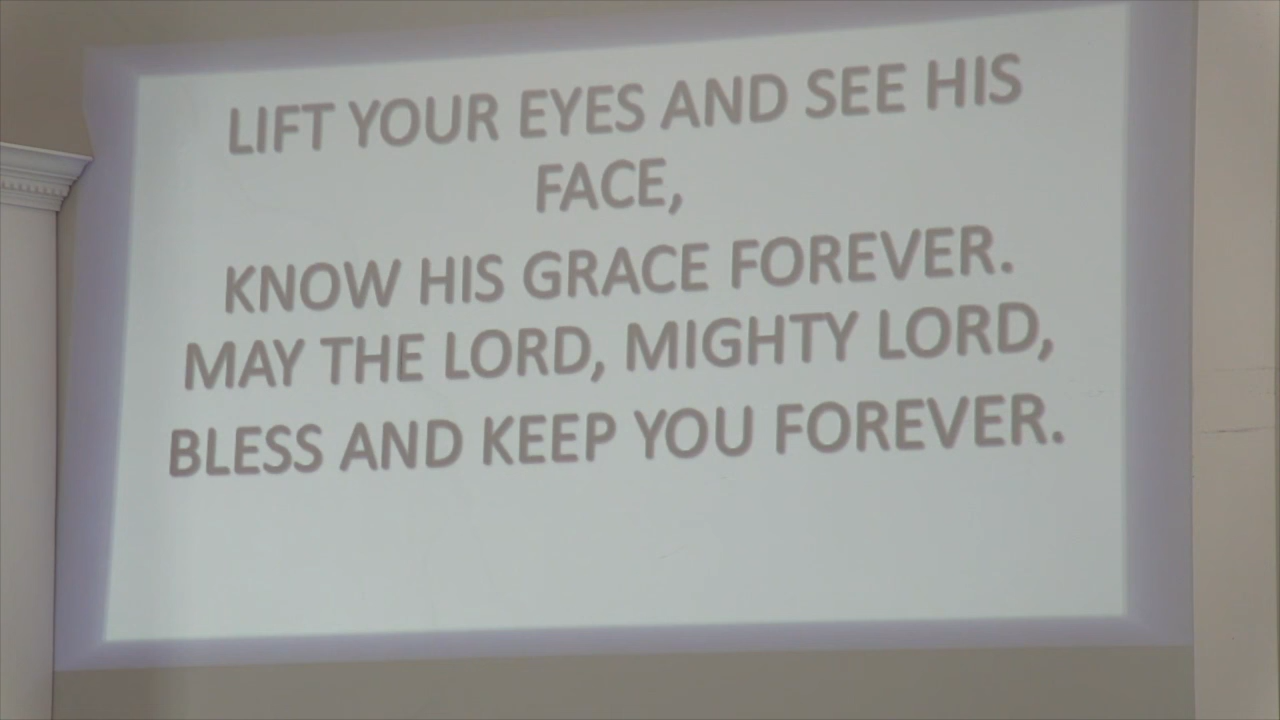 LIFT YOUR EYES AND SEE HIS
FACE,
KNOW HIS GRACE FOREVER.
MAY THE LORD, MIGHTY LORD,
BLESS AND KEEP YOU FOREVER.